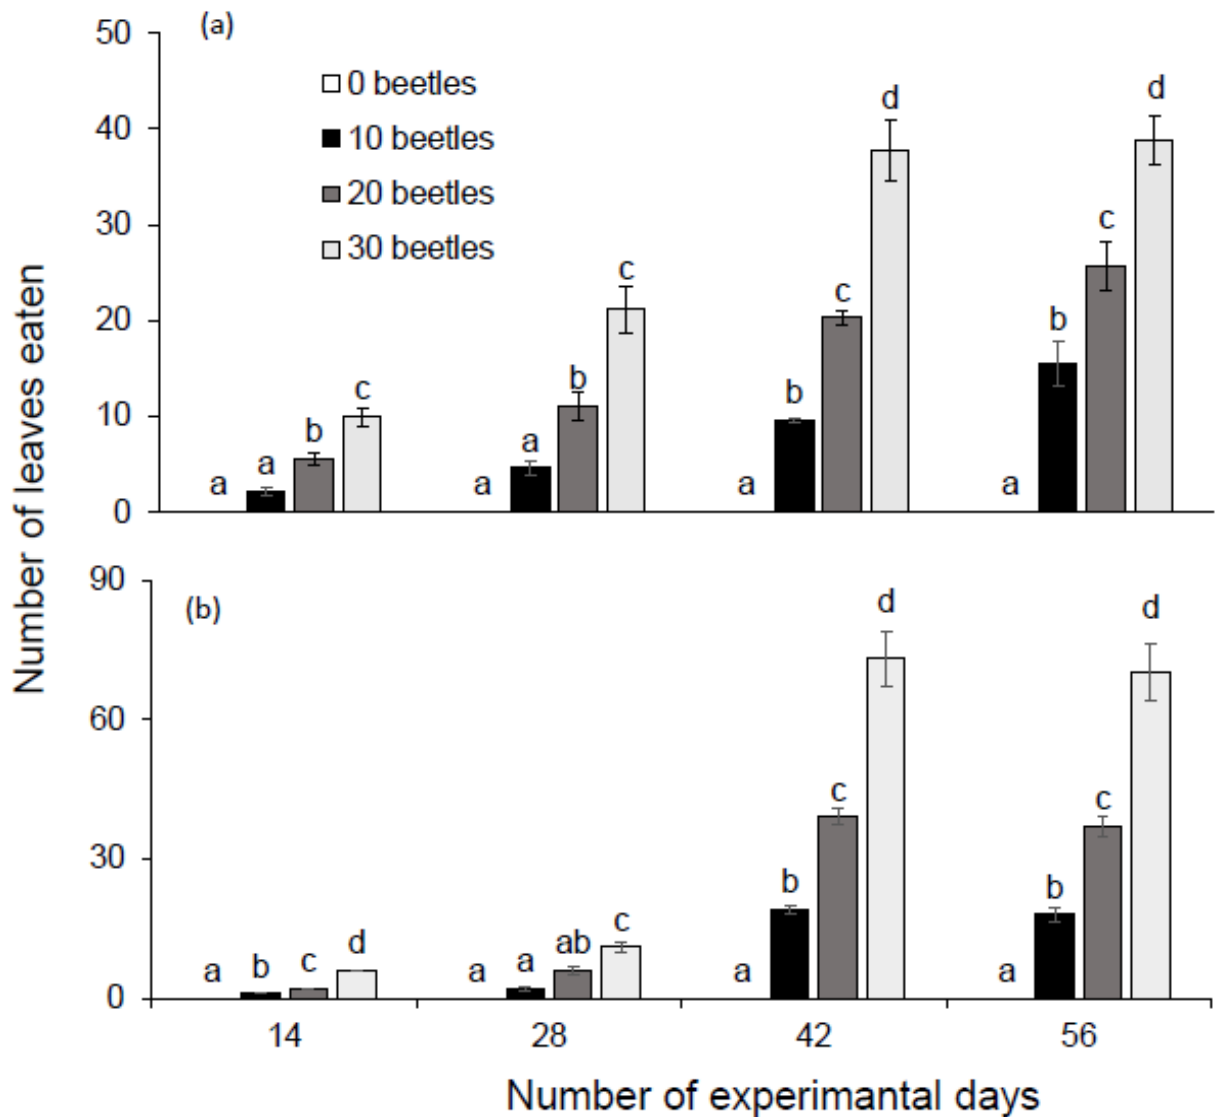 (a)
50
40
30
20
10
0
0 beetles
10 beetles
20 beetles
30 beetles
a a b c
a a b c
a b c d
a b c d
Number of leaves eaten
(b)
90
60
30
0
a b c d
a a ab c
a b c d
a b c d
14 28 42 56
Number of experimantal days